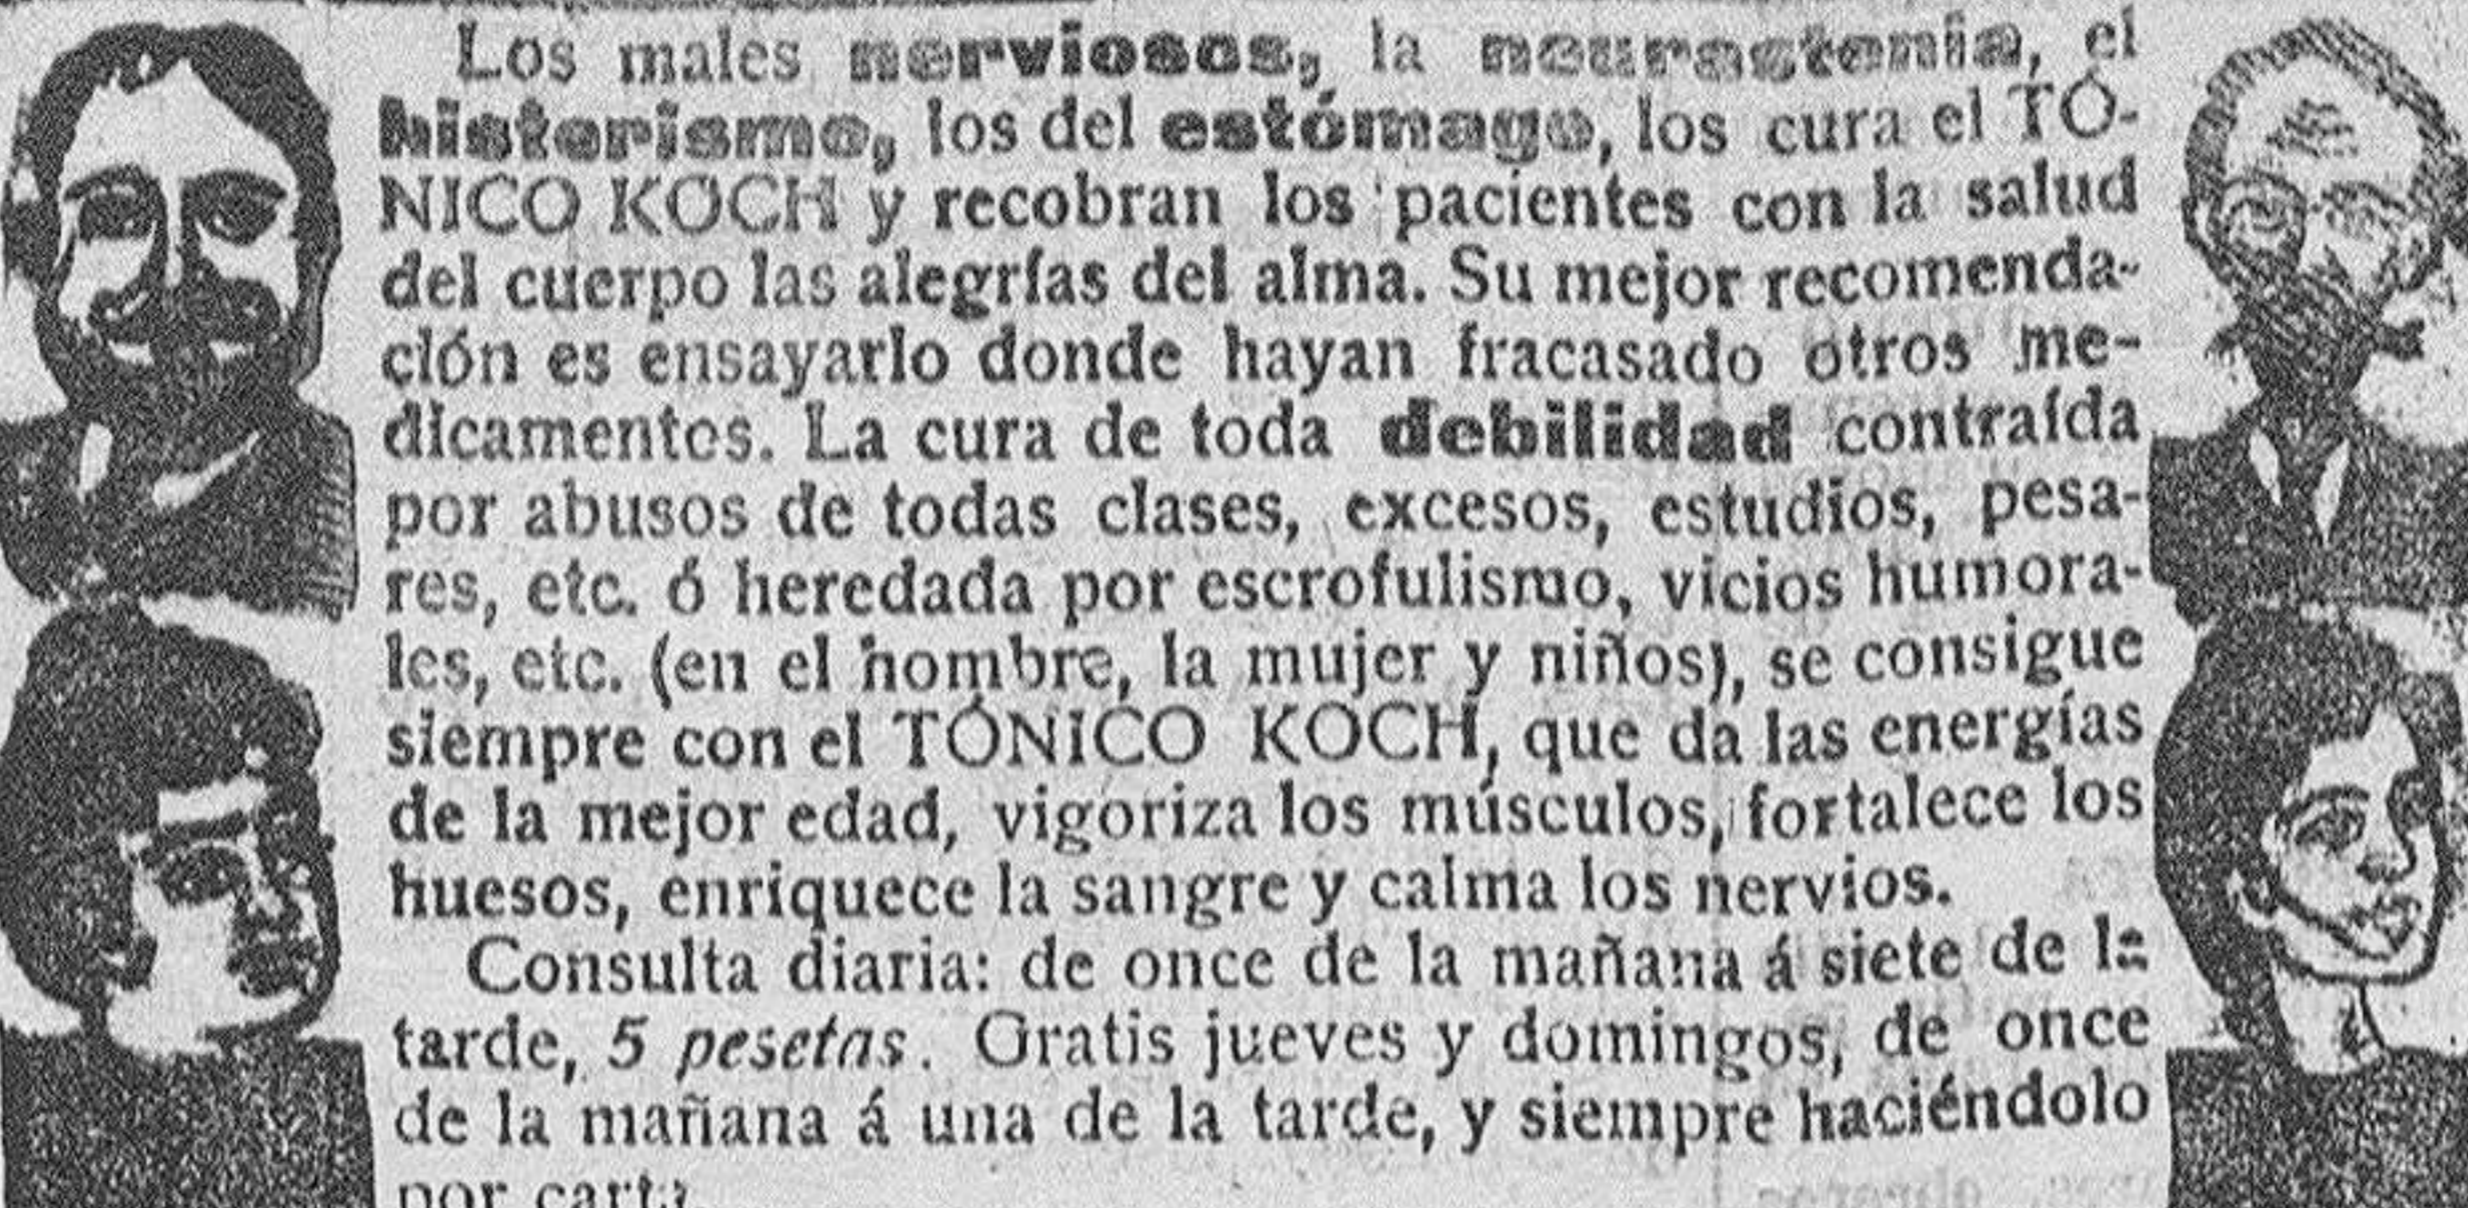 Los males nerviosos, la neurastenia, el
histerismo, los del estómago, los cura el TÓ-
NICO KOCH y recobran los pacientes con la salud
del cuerpo las alegrías del alma. Su mejor recomenda-
ción es ensayarlo donde hayan fracasado otros me-
dicamentos. La cura de toda debilidad contraída
por abusos de todas clases, excesos, estudios, pesa-
res, etc. ó heredada por escrofulismo, vicios humora-
les, etc. (en el hombre, la mujer y niños), se consigue
siempre con el TÓNICO KOCH, que da las energías
de la mejor edad, vigoriza los músculos, fortalece los
huesos, enriquece la sangre y calma los nervios.
Consulta diaria: de once de la mañana á siete de la
tarde, 5 pesetas. Gratis jueves y domingos, de once
de la mañana á una de la tarde, y siempre haciéndolo
por carta